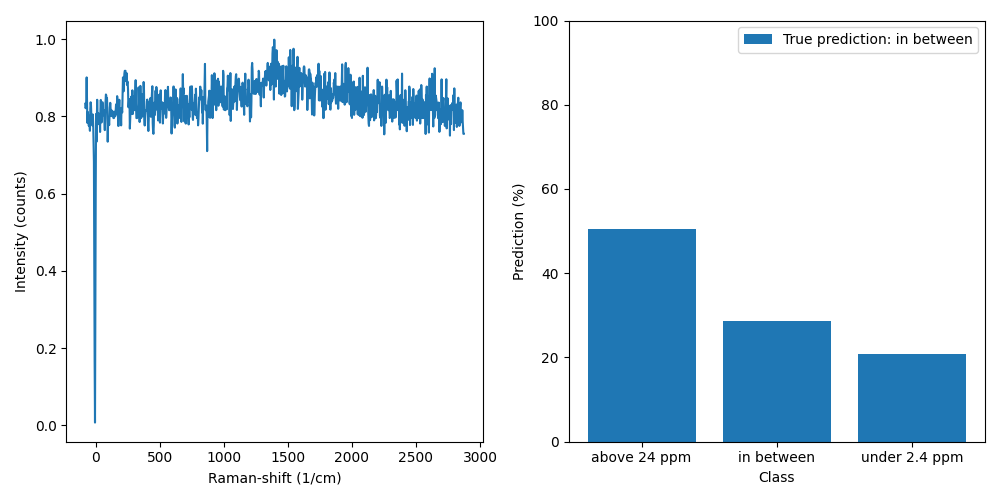 1.0
0.8
0.6
0.4
0.2
0.0
Intensity (counts)
0
500
1000
1500
2000
2500
3000
Raman-shift (1/cm)
100
80
60
40
20
0
Prediction (%)
True prediction: in between
above 24 ppm
in between
under 2.4 ppm
Class